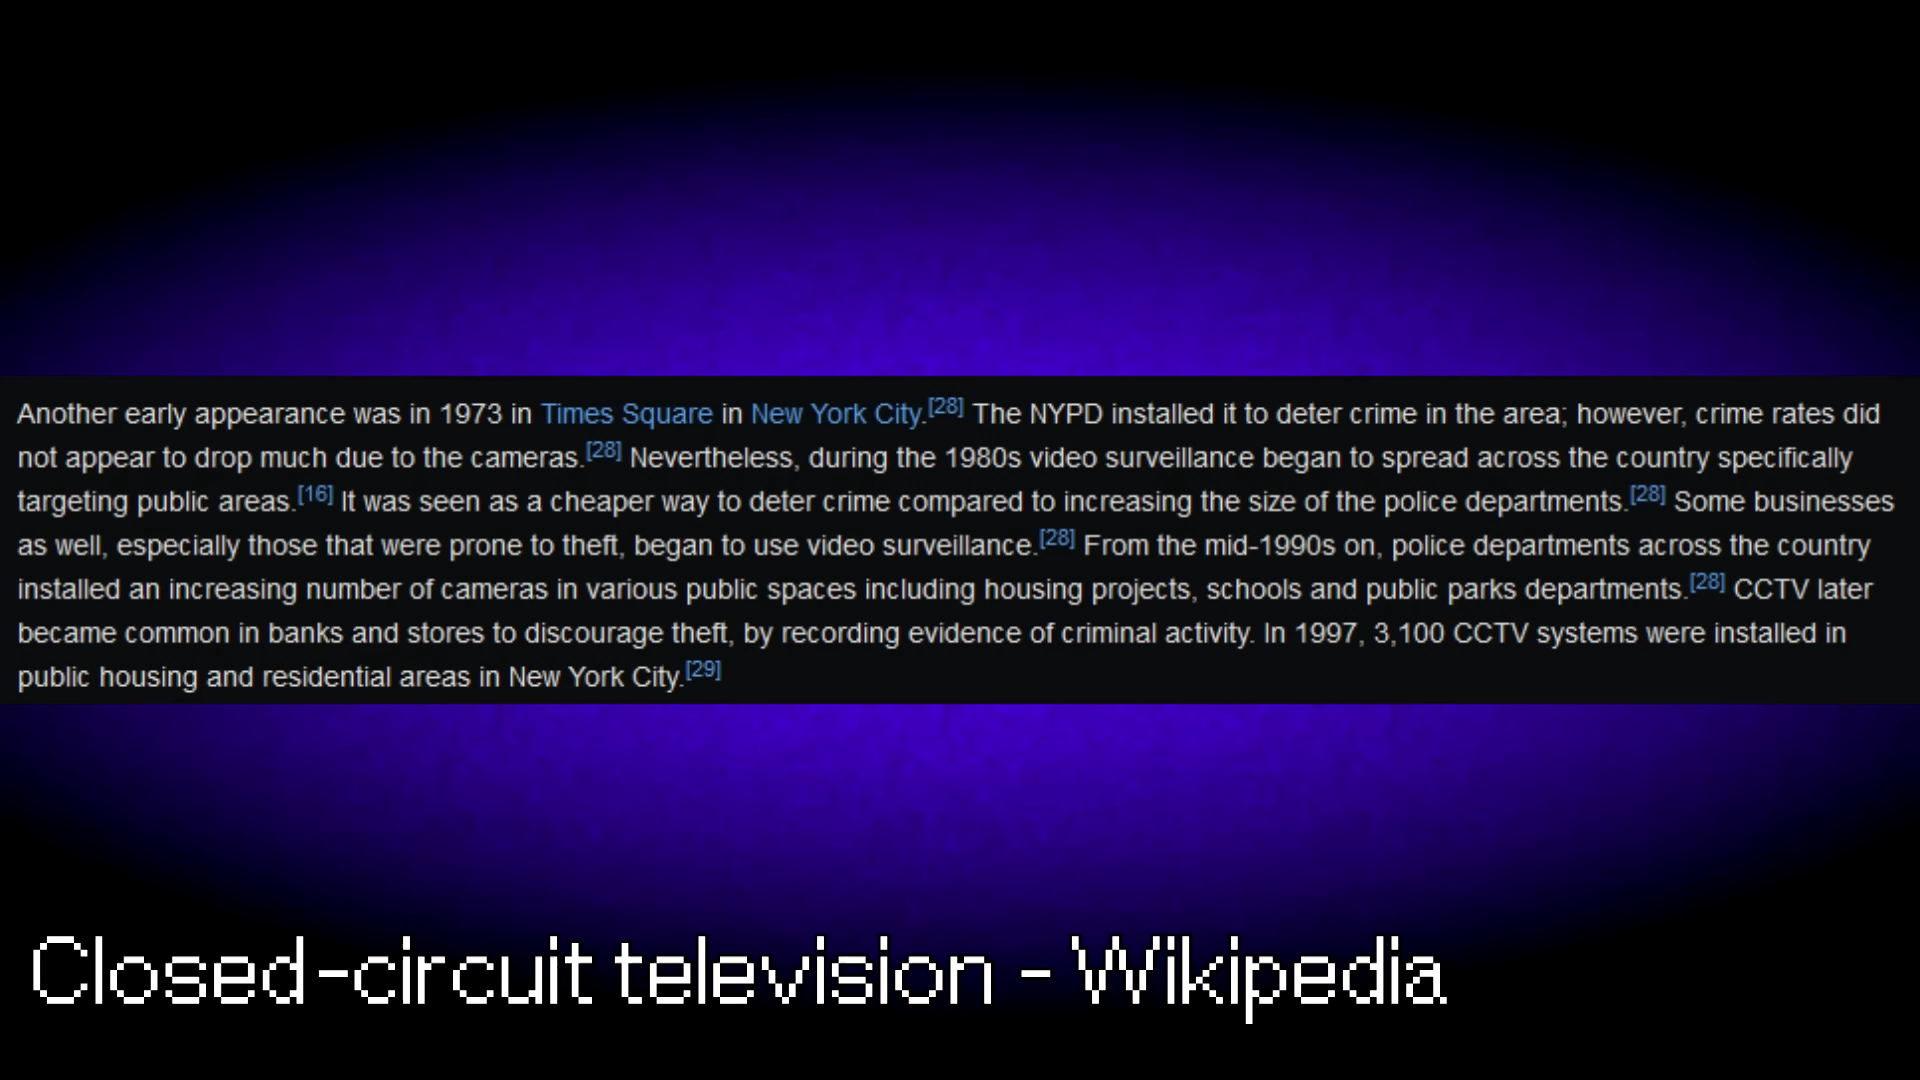 Another early appearance was in 1973 in Times Square in New York City.[28] The NYPD installed it to deter crime in the area; however, crime rates did
not appear to drop much due to the cameras.[28] Nevertheless, during the 1980s video surveillance began to spread across the country specifically
targeting public areas.[16] It was seen as a cheaper way to deter crime compared to increasing the size of the police departments.[28] Some businesses
as well, especially those that were prone to theft, began to use video surveillance.[28] From the mid-1990s on, police departments across the country
installed an increasing number of cameras in various public spaces including housing projects, schools and public parks departments.[28] CCTV later
became common in banks and stores to discourage theft, by recording evidence of criminal activity. In 1997, 3,100 CCTV systems were installed in
public housing and residential areas in New York City.[29]
Closed-circuit television - Wikipedia